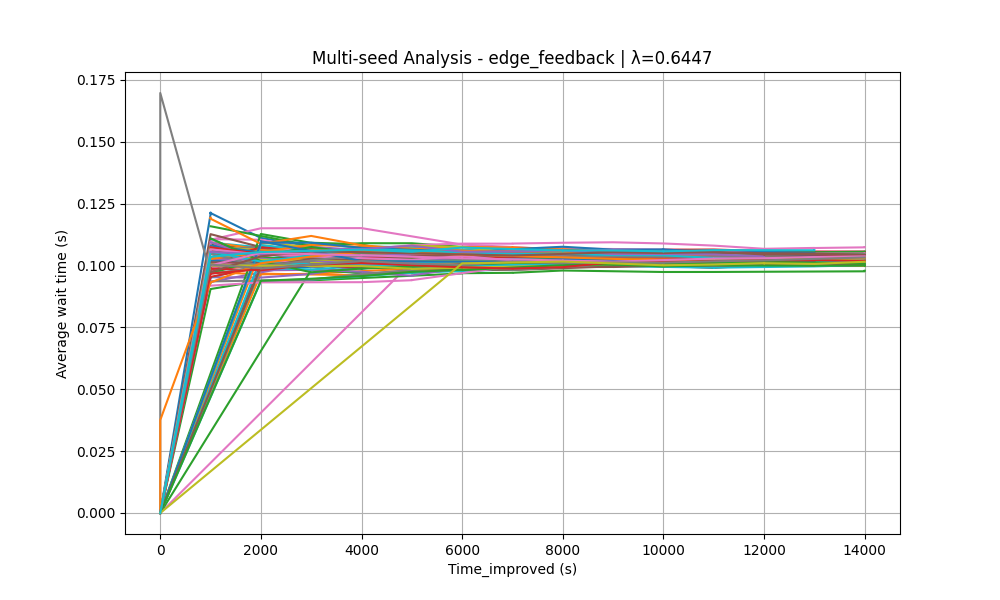 Multi-seed Analysis - edge_feedback | λ=0.6447
Average wait time (s)
0.175
0.150
0.125
0.100
0.075
0.050
0.025
0.000
0 2000 4000 6000 8000 10000 12000 14000
Time_improved (s)